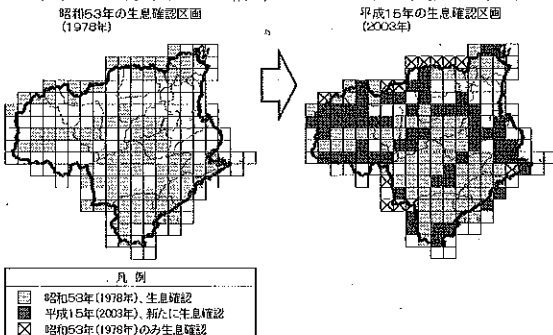 昭和53年の生息確認区画
(1978年)
平成15年の生息確認区画
(2003年)
凡例
昭和53年(1978年)、生息確認
平成15年(2003年)、新たに生息確認
昭和53年(1978年)のみ生息確認